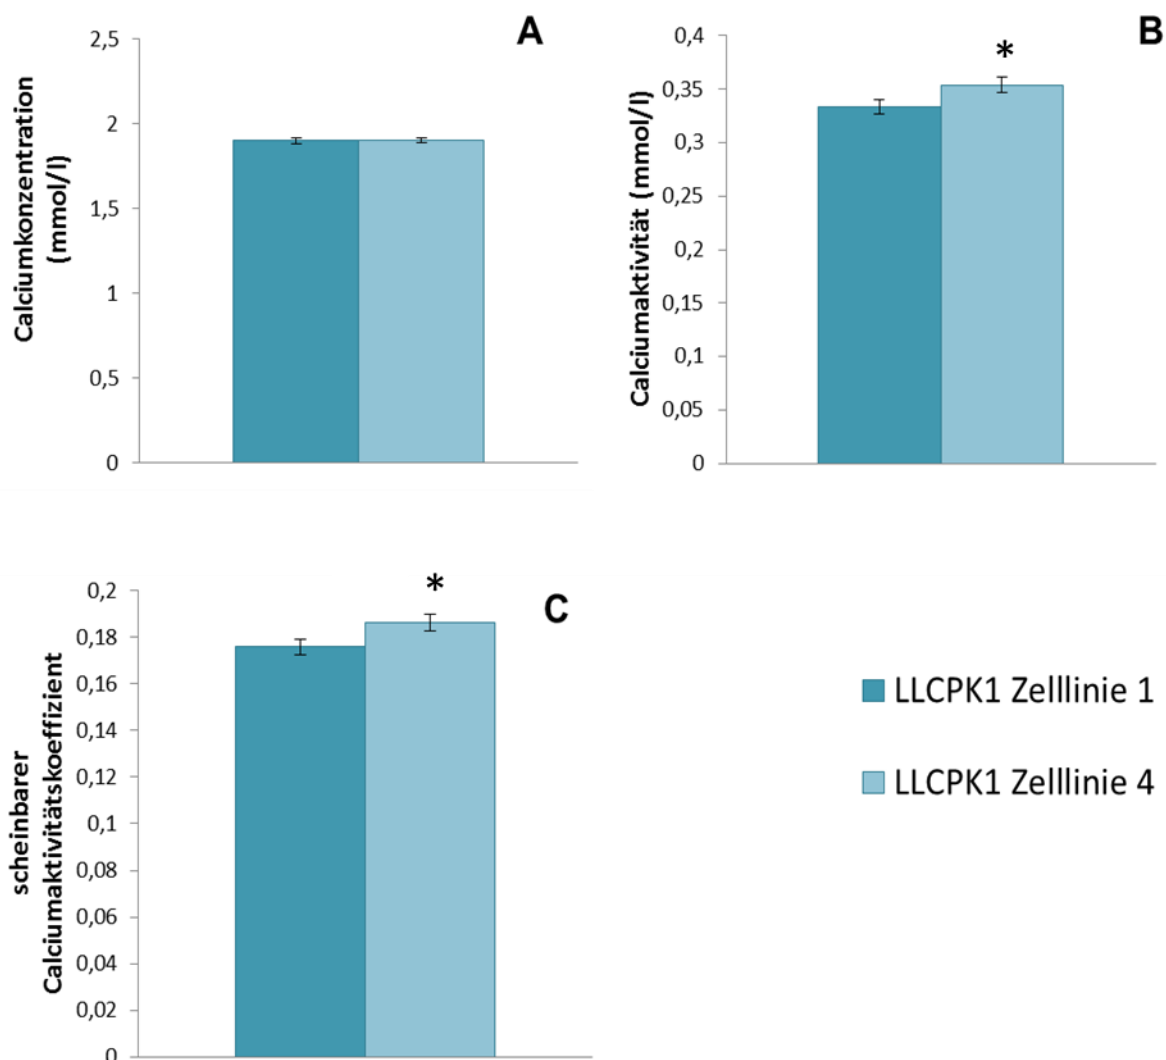 A
Calciumkonzentration
(mmol/l)
2,5
2
1,5
1
0,5
0
B
*
Calciumaktivität (mmol/l)
0,4
0,35
0,3
0,25
0,2
0,15
0,1
0,05
0
C
*
scheinbarer
Calciumaktivitätskoeffizient
0,2
0,18
0,16
0,14
0,12
0,1
0,08
0,06
0,04
0,02
0
LLCPK1 Zelllinie 1
LLCPK1 Zelllinie 4